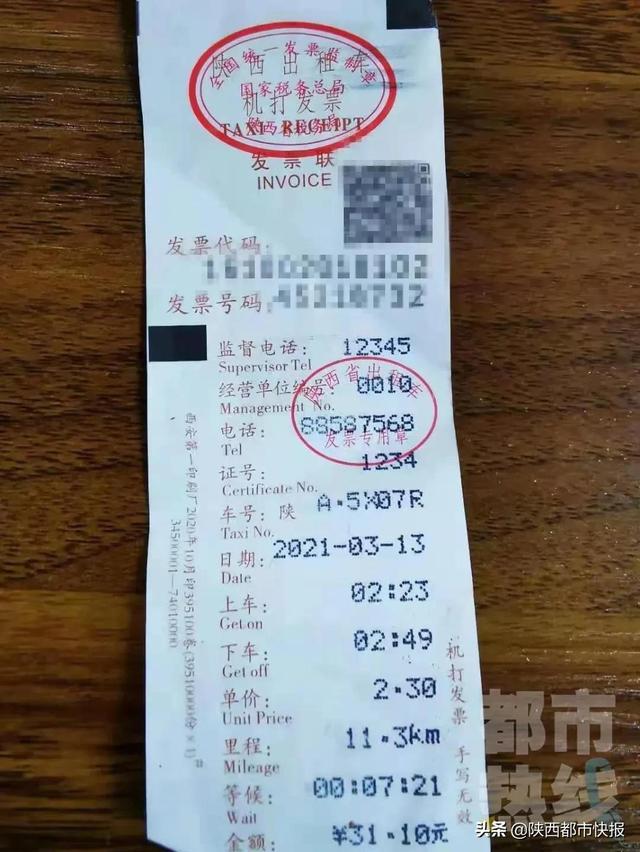 全国统一发票监制章
陕西出租车
国家税务总局
机打发票
TAXI RECEIPT
陕西省税务局
发票联
INVOICE
发票代码:
发票号码:
监督电话: 12345
Supervisor Tel
经营单位编号: 0010
Management No.
陕西省出租车
电话: 88587568
Tel
发票专用章
证号: 1234
Certificate No.
车号: 陕 A·5X07R
Taxi No.
日期: 2021-03-13
Date
上车: 02:23
Get on
下车: 02:49
Get off
单价: 2.30
Unit Price
里程: 11.3km
Mileage
等候: 00:07:21
Wait
金额: ¥31.10元
西安第一印刷厂2020年10月印395100卷(39510000份×1)
34500001—74010000
机打发票 手写无效
都市
热线
头条 @陕西都市快报